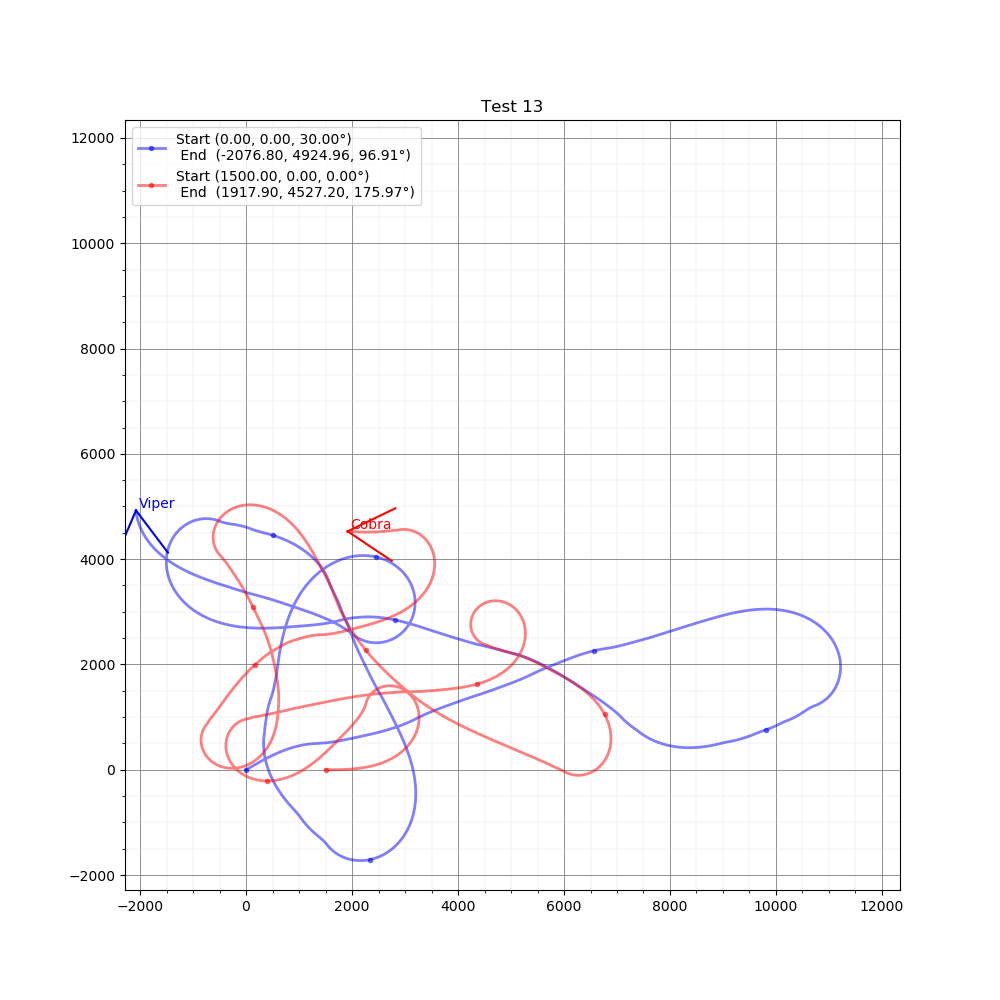 Test 13
Start (0.00, 0.00, 30.00°)
End (-2076.80, 4924.96, 96.91°)
Start (1500.00, 0.00, 0.00°)
End (1917.90, 4527.20, 175.97°)
12000
10000
8000
6000
4000
2000
0
−2000
Viper
Cobra
−2000 0 2000 4000 6000 8000 10000 12000